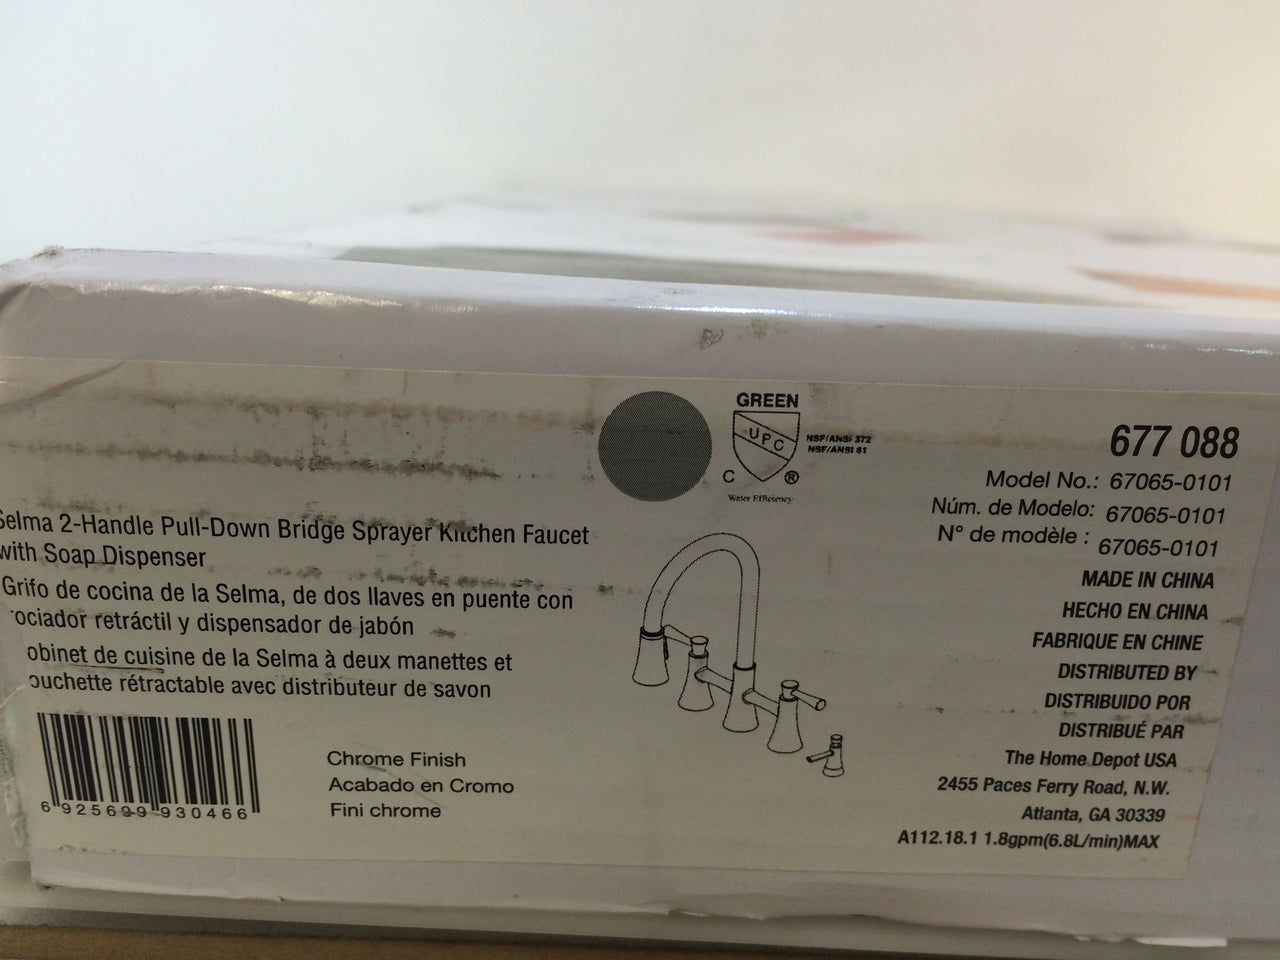 Selma 2-Handle Pull-Down Bridge Sprayer Kitchen Faucet
with Soap Dispenser
Grifo de cocina de la Selma, de dos llaves en puente con
rociador retráctil y dispensador de jabón
obinet de cuisine de la Selma à deux manettes et
ouchette rétractable avec distributeur de savon
6 925699 930466
Chrome Finish
Acabado en Cromo
Fini chrome
GREEN
UPC
C ®
Water Efficiency
NSF/ANSI 372
NSF/ANSI 61
677 088
Model No.: 67065-0101
Núm. de Modelo: 67065-0101
N° de modèle : 67065-0101
MADE IN CHINA
HECHO EN CHINA
FABRIQUE EN CHINE
DISTRIBUTED BY
DISTRIBUIDO POR
DISTRIBUÉ PAR
The Home Depot USA
2455 Paces Ferry Road, N.W.
Atlanta, GA 30339
A112.18.1 1.8gpm(6.8L/min)MAX